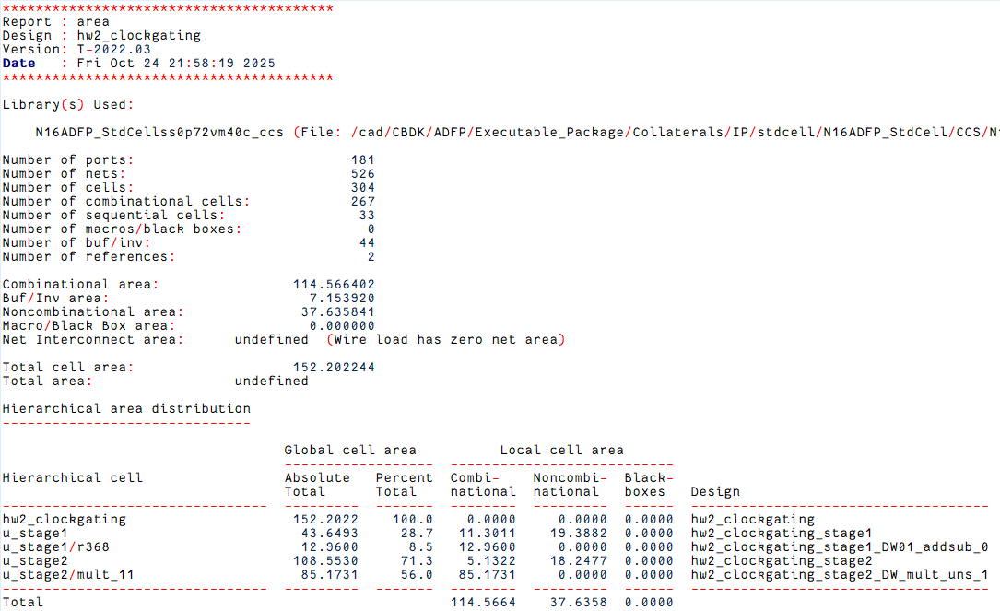 ****************************************
Report : area
Design : hw2_clockgating
Version: T-2022.03
Date   : Fri Oct 24 21:58:19 2025
****************************************
Library(s) Used:
    N16ADFP_StdCellss0p72vm40c_ccs (File: /cad/CBDK/ADFP/Executable_Package/Collaterals/IP/stdcell/N16ADFP_StdCell/CCS/N
Number of ports:                          181
Number of nets:                           526
Number of cells:                          304
Number of combinational cells:            267
Number of sequential cells:                33
Number of macros/black boxes:               0
Number of buf/inv:                         44
Number of references:                       2
Combinational area:                114.566402
Buf/Inv area:                        7.153920
Noncombinational area:              37.635841
Macro/Black Box area:                0.000000
Net Interconnect area:      undefined  (Wire load has zero net area)
Total cell area:                   152.202244
Total area:                 undefined
Hierarchical area distribution
------------------------------
                                  Global cell area          Local cell area
                                  ------------------  ---------------------------
Hierarchical cell                 Absolute   Percent  Combi-    Noncombi- Black-
                                  Total      Total    national  national  boxes   Design
--------------------------------  ---------  -------  --------  --------- ------  ------------------------------------
hw2_clockgating                    152.2022    100.0    0.0000    0.0000  0.0000  hw2_clockgating
u_stage1                            43.6493     28.7   11.3011   19.3882  0.0000  hw2_clockgating_stage1
u_stage1/r368                       12.9600      8.5   12.9600    0.0000  0.0000  hw2_clockgating_stage1_DW01_addsub_0
u_stage2                           108.5530     71.3    5.1322   18.2477  0.0000  hw2_clockgating_stage2
u_stage2/mult_11                    85.1731     56.0   85.1731    0.0000  0.0000  hw2_clockgating_stage2_DW_mult_uns_1
--------------------------------  ---------  -------  --------  --------- ------  ------------------------------------
Total                                                 114.5664   37.6358  0.0000